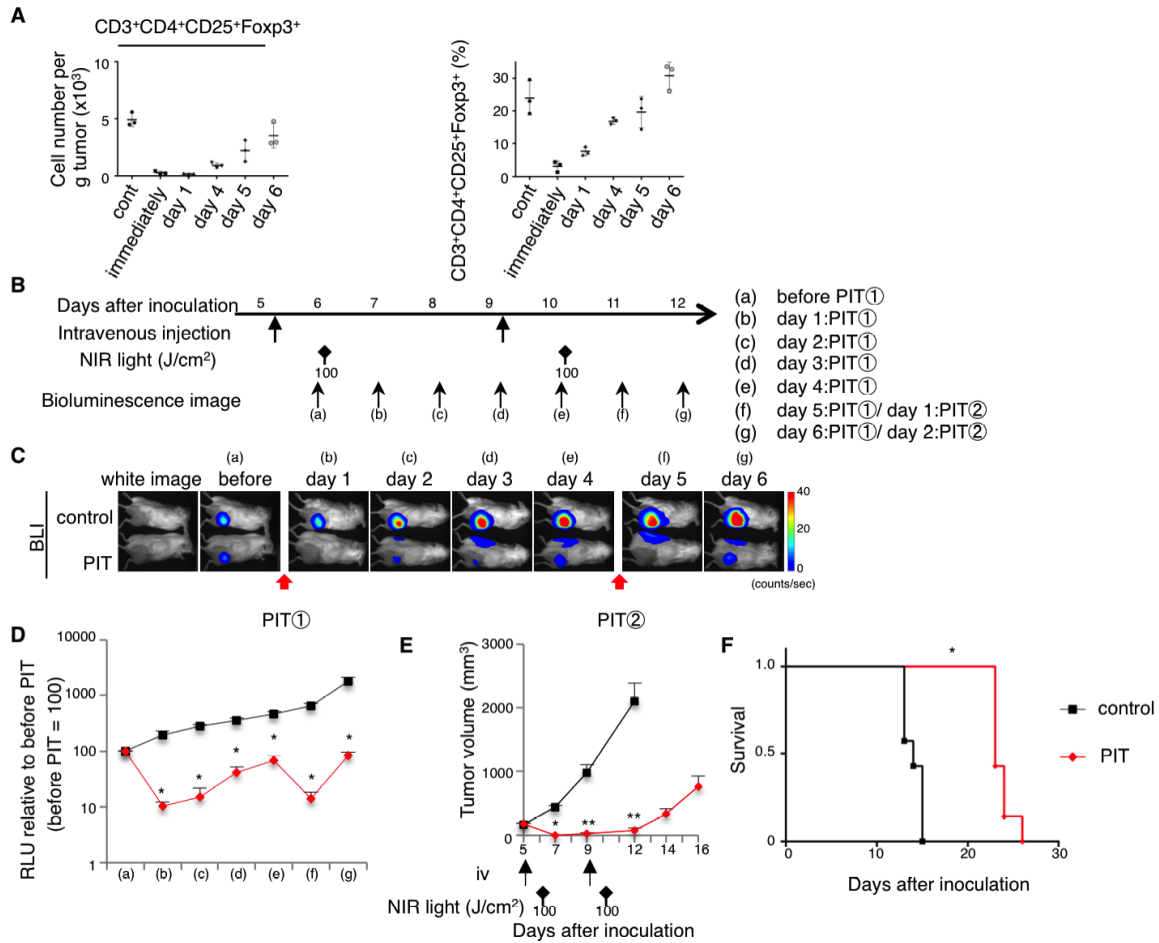 A
CD3⁺CD4⁺CD25⁺Foxp3⁺
Cell number per
g tumor (x10³)
10
5
0
cont
immediately
day 1
day 4
day 5
day 6
CD3⁺CD4⁺CD25⁺Foxp3⁺ (%)
30
20
10
0
cont
immediately
day 1
day 4
day 5
day 6
B
Days after inoculation 5 6 7 8 9 10 11 12
Intravenous injection
NIR light (J/cm²)
100 100
Bioluminescence image
(a) (b) (c) (d) (e) (f) (g)
(a) before PIT①
(b) day 1:PIT①
(c) day 2:PIT①
(d) day 3:PIT①
(e) day 4:PIT①
(f) day 5:PIT①/ day 1:PIT②
(g) day 6:PIT①/ day 2:PIT②
C
(a) (b) (c) (d) (e) (f) (g)
white image before day 1 day 2 day 3 day 4 day 5 day 6
BLI
control
PIT
40
20
0
(counts/sec)
PIT① PIT②
D
RLU relative to before PIT
(before PIT = 100)
10000
1000
100
10
1
* * * * * *
(a) (b) (c) (d) (e) (f) (g)
E
Tumor volume (mm³)
3000
2000
1000
0
* ** **
5 7 9 12 14 16
iv
NIR light (J/cm²) 100 100
Days after inoculation
F
Survival
1.0
0.5
0
*
0 10 20 30
Days after inoculation
control
PIT